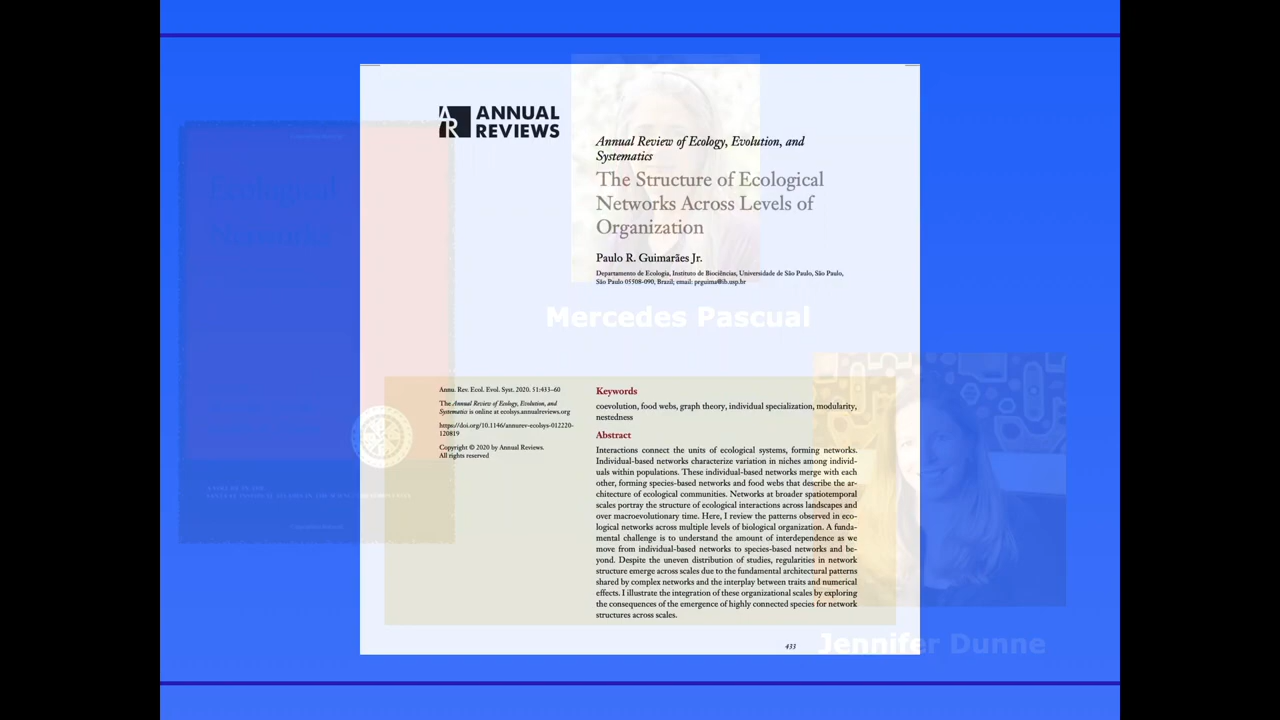 ANNUAL
REVIEWS
Annual Review of Ecology, Evolution, and
Systematics
The Structure of Ecological
Networks Across Levels of
Organization
Paulo R. Guimarães Jr.
Departamento de Ecologia, Instituto de Biociências, Universidade de São Paulo, São Paulo,
São Paulo 05508-090, Brazil; email: prguima@ib.usp.br
Ecological
Networks
Mercedes Pascual
Annu. Rev. Ecol. Evol. Syst. 2020. 51:433–60
The Annual Review of Ecology, Evolution, and
Systematics is online at ecolsys.annualreviews.org
https://doi.org/10.1146/annurev-ecolsys-012220-
120819
Copyright © 2020 by Annual Reviews.
All rights reserved
Keywords
coevolution, food webs, graph theory, individual specialization, modularity,
nestedness
Abstract
Interactions connect the units of ecological systems, forming networks.
Individual-based networks characterize variation in niches among individ-
uals within populations. These individual-based networks merge with each
other, forming species-based networks and food webs that describe the ar-
chitecture of ecological communities. Networks at broader spatiotemporal
scales portray the structure of ecological interactions across landscapes and
over macroevolutionary time. Here, I review the patterns observed in eco-
logical networks across multiple levels of biological organization. A funda-
mental challenge is to understand the amount of interdependence as we
move from individual-based networks to species-based networks and be-
yond. Despite the uneven distribution of studies, regularities in network
structure emerge across scales due to the fundamental architectural patterns
shared by complex networks and the interplay between traits and numerical
effects. I illustrate the integration of these organizational scales by exploring
the consequences of the emergence of highly connected species for network
structures across scales.
433
Jennifer Dunne